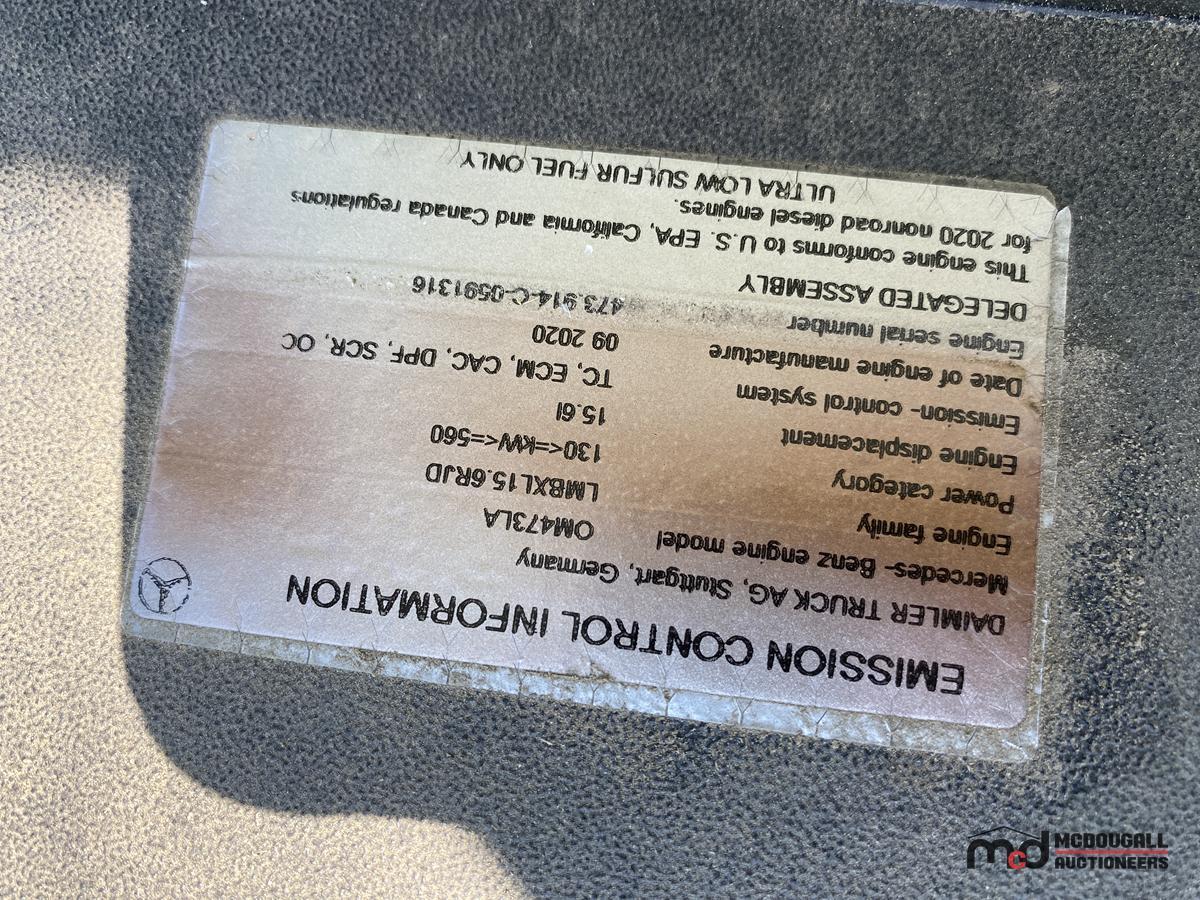 EMISSION CONTROL INFORMATION
DAIMLER TRUCK AG, Stuttgart, Germany
Mercedes- Benz engine model OM473LA
Engine family LMBXL15.6RJD
Power category 130<=kW<=560
Engine displacement 15.6l
Emission- control system TC, ECM, CAC, DPF, SCR, OC
Date of engine manufacture 09 2020
Engine serial number 473.914-C-0591316
DELEGATED ASSEMBLY
This engine conforms to U.S. EPA, California and Canada regulations
for 2020 nonroad diesel engines.
ULTRA LOW SULFUR FUEL ONLY
mcd MCDOUGALL
AUCTIONEERS